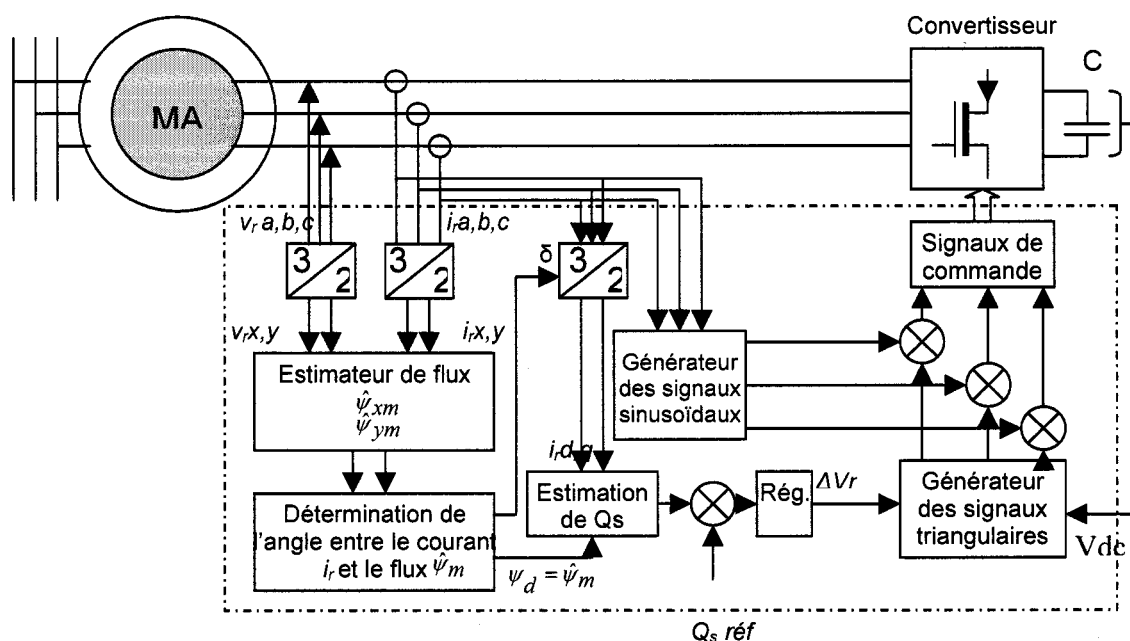 Convertisseur
C
MA
v_r a,b,c
i_r a,b,c
3
2
3
2
δ
3
2
Signaux de
commande
v_r x,y
i_r x,y
Estimateur de flux
ψ̂_xm
ψ̂_ym
Générateur
des signaux
sinusoïdaux
i_r d,q
Détermination de
l'angle entre le courant
i_r et le flux ψ̂_m
Estimation
de Qs
Rég.
ΔVr
Générateur
des signaux
triangulaires
Vdc
ψ_d = ψ̂_m
Q_s réf